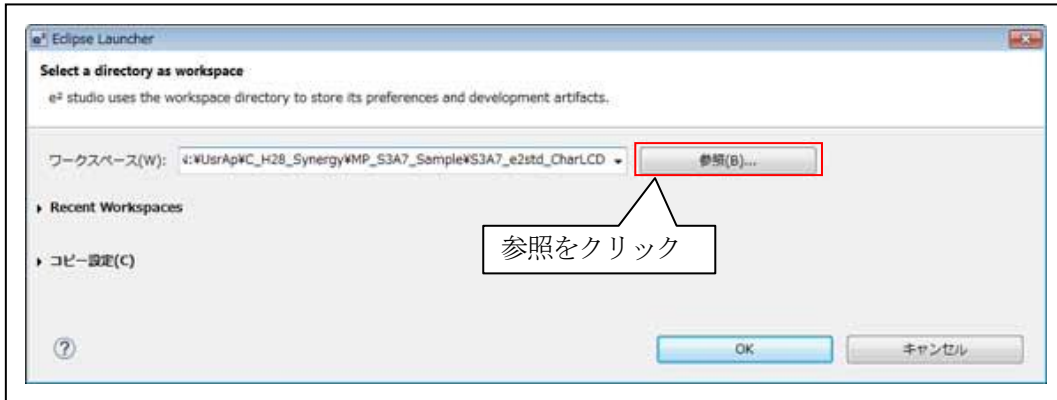 e² Eclipse Launcher
Select a directory as workspace
e² studio uses the workspace directory to store its preferences and development artifacts.
ワークスペース(W): :¥UsrAp¥C_H28_Synergy¥MP_S3A7_Sample¥S3A7_e2std_CharLCD 参照(B)...
Recent Workspaces
参照をクリック
コピー設定(C)
?
OK キャンセル